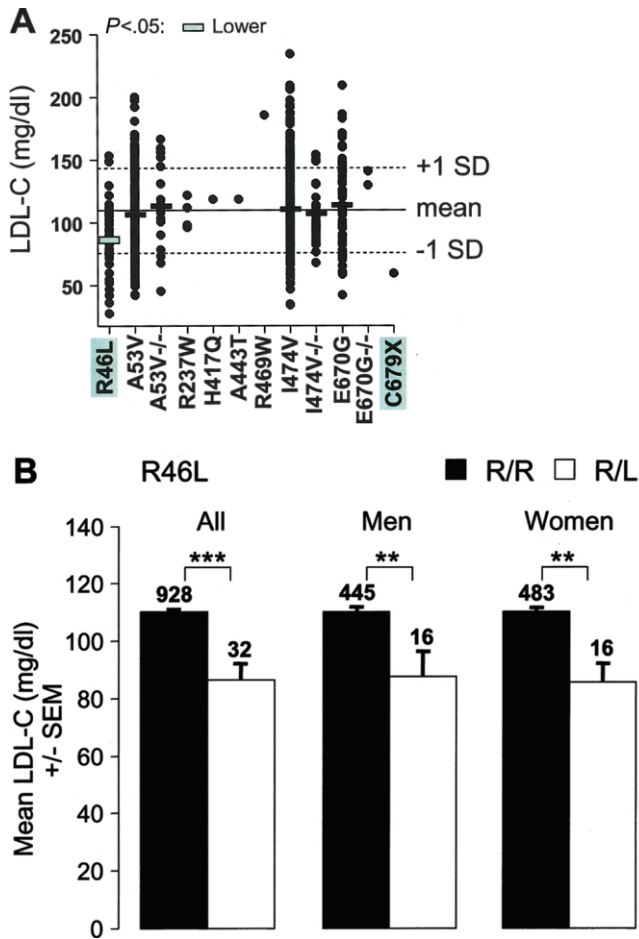 A
P<.05: Lower
LDL-C (mg/dl)
250
200
150
100
50
+1 SD
mean
-1 SD
R46L
A53V
A53V-/-
R237W
H417Q
A443T
R469W
I474V
I474V-/-
E670G
E670G-/-
C679X
B
R46L
R/R
R/L
Mean LDL-C (mg/dl)
+/- SEM
140
120
100
80
60
40
20
0
All
Men
Women
***
**
**
928
32
445
16
483
16